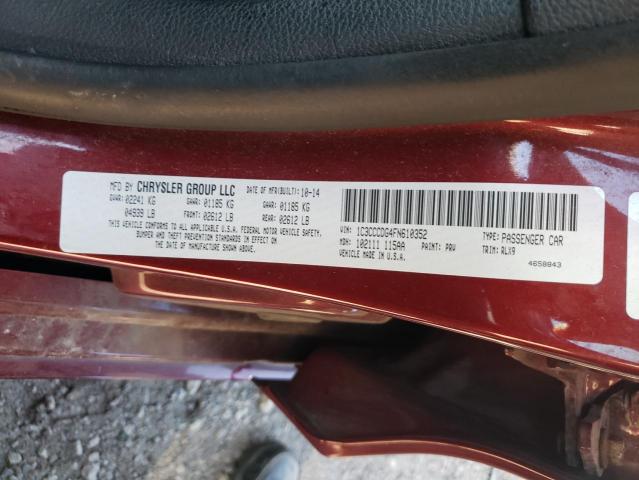 MFD BY CHRYSLER GROUP LLC DATE OF MFR(BUILT): 10-14
GVWR: 02241 KG GAWR: 01185 KG GAWR: 01185 KG
04939 LB FRONT: 02612 LB REAR: 02612 LB
THIS VEHICLE CONFORMS TO ALL APPLICABLE U.S.A. MOTOR VEHICLE SAFETY,
BUMPER AND THEFT PREVENTION STANDARDS IN EFFECT ON
THE DATE OF MANUFACTURE SHOWN ABOVE.
VIN: 1C3CCCDG4FN610352 TYPE: PASSENGER CAR
MDH: 102111 115AA PAINT: PRV TRIM: RLX9
VEHICLE MADE IN U.S.A.
4658843